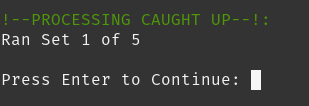 !--PROCESSING CAUGHT UP--!:
Ran Set 1 of 5
Press Enter to Continue: